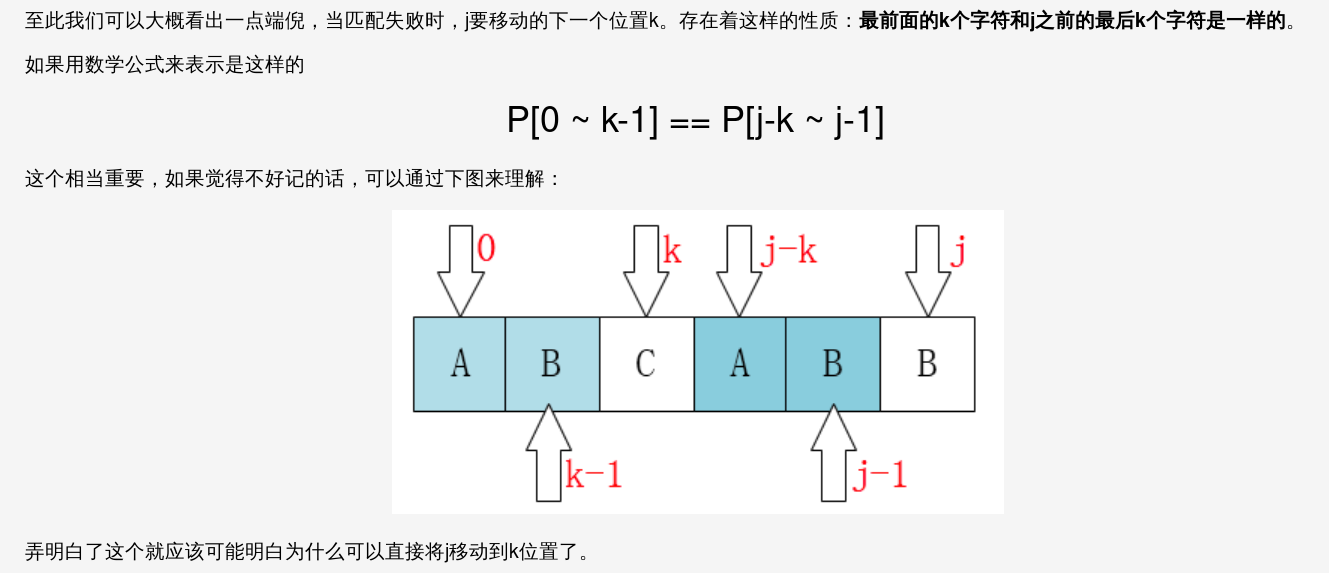 至此我们可以大概看出一点端倪，当匹配失败时，j要移动的下一个位置k。存在着这样的性质：最前面的k个字符和j之前的最后k个字符是一样的。
如果用数学公式来表示是这样的
P[0 ~ k-1] == P[j-k ~ j-1]
这个相当重要，如果觉得不好记的话，可以通过下图来理解：
0 k j-k j
A B C A B B
k-1 j-1
弄明白了这个就应该可能明白为什么可以直接将j移动到k位置了。